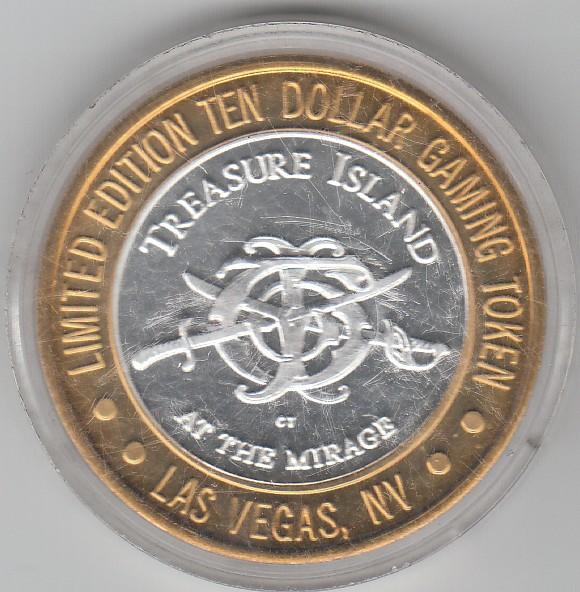 LIMITED EDITION TEN DOLLAR GAMING TOKEN
LAS VEGAS, NV
TREASURE ISLAND
CT
AT THE MIRAGE